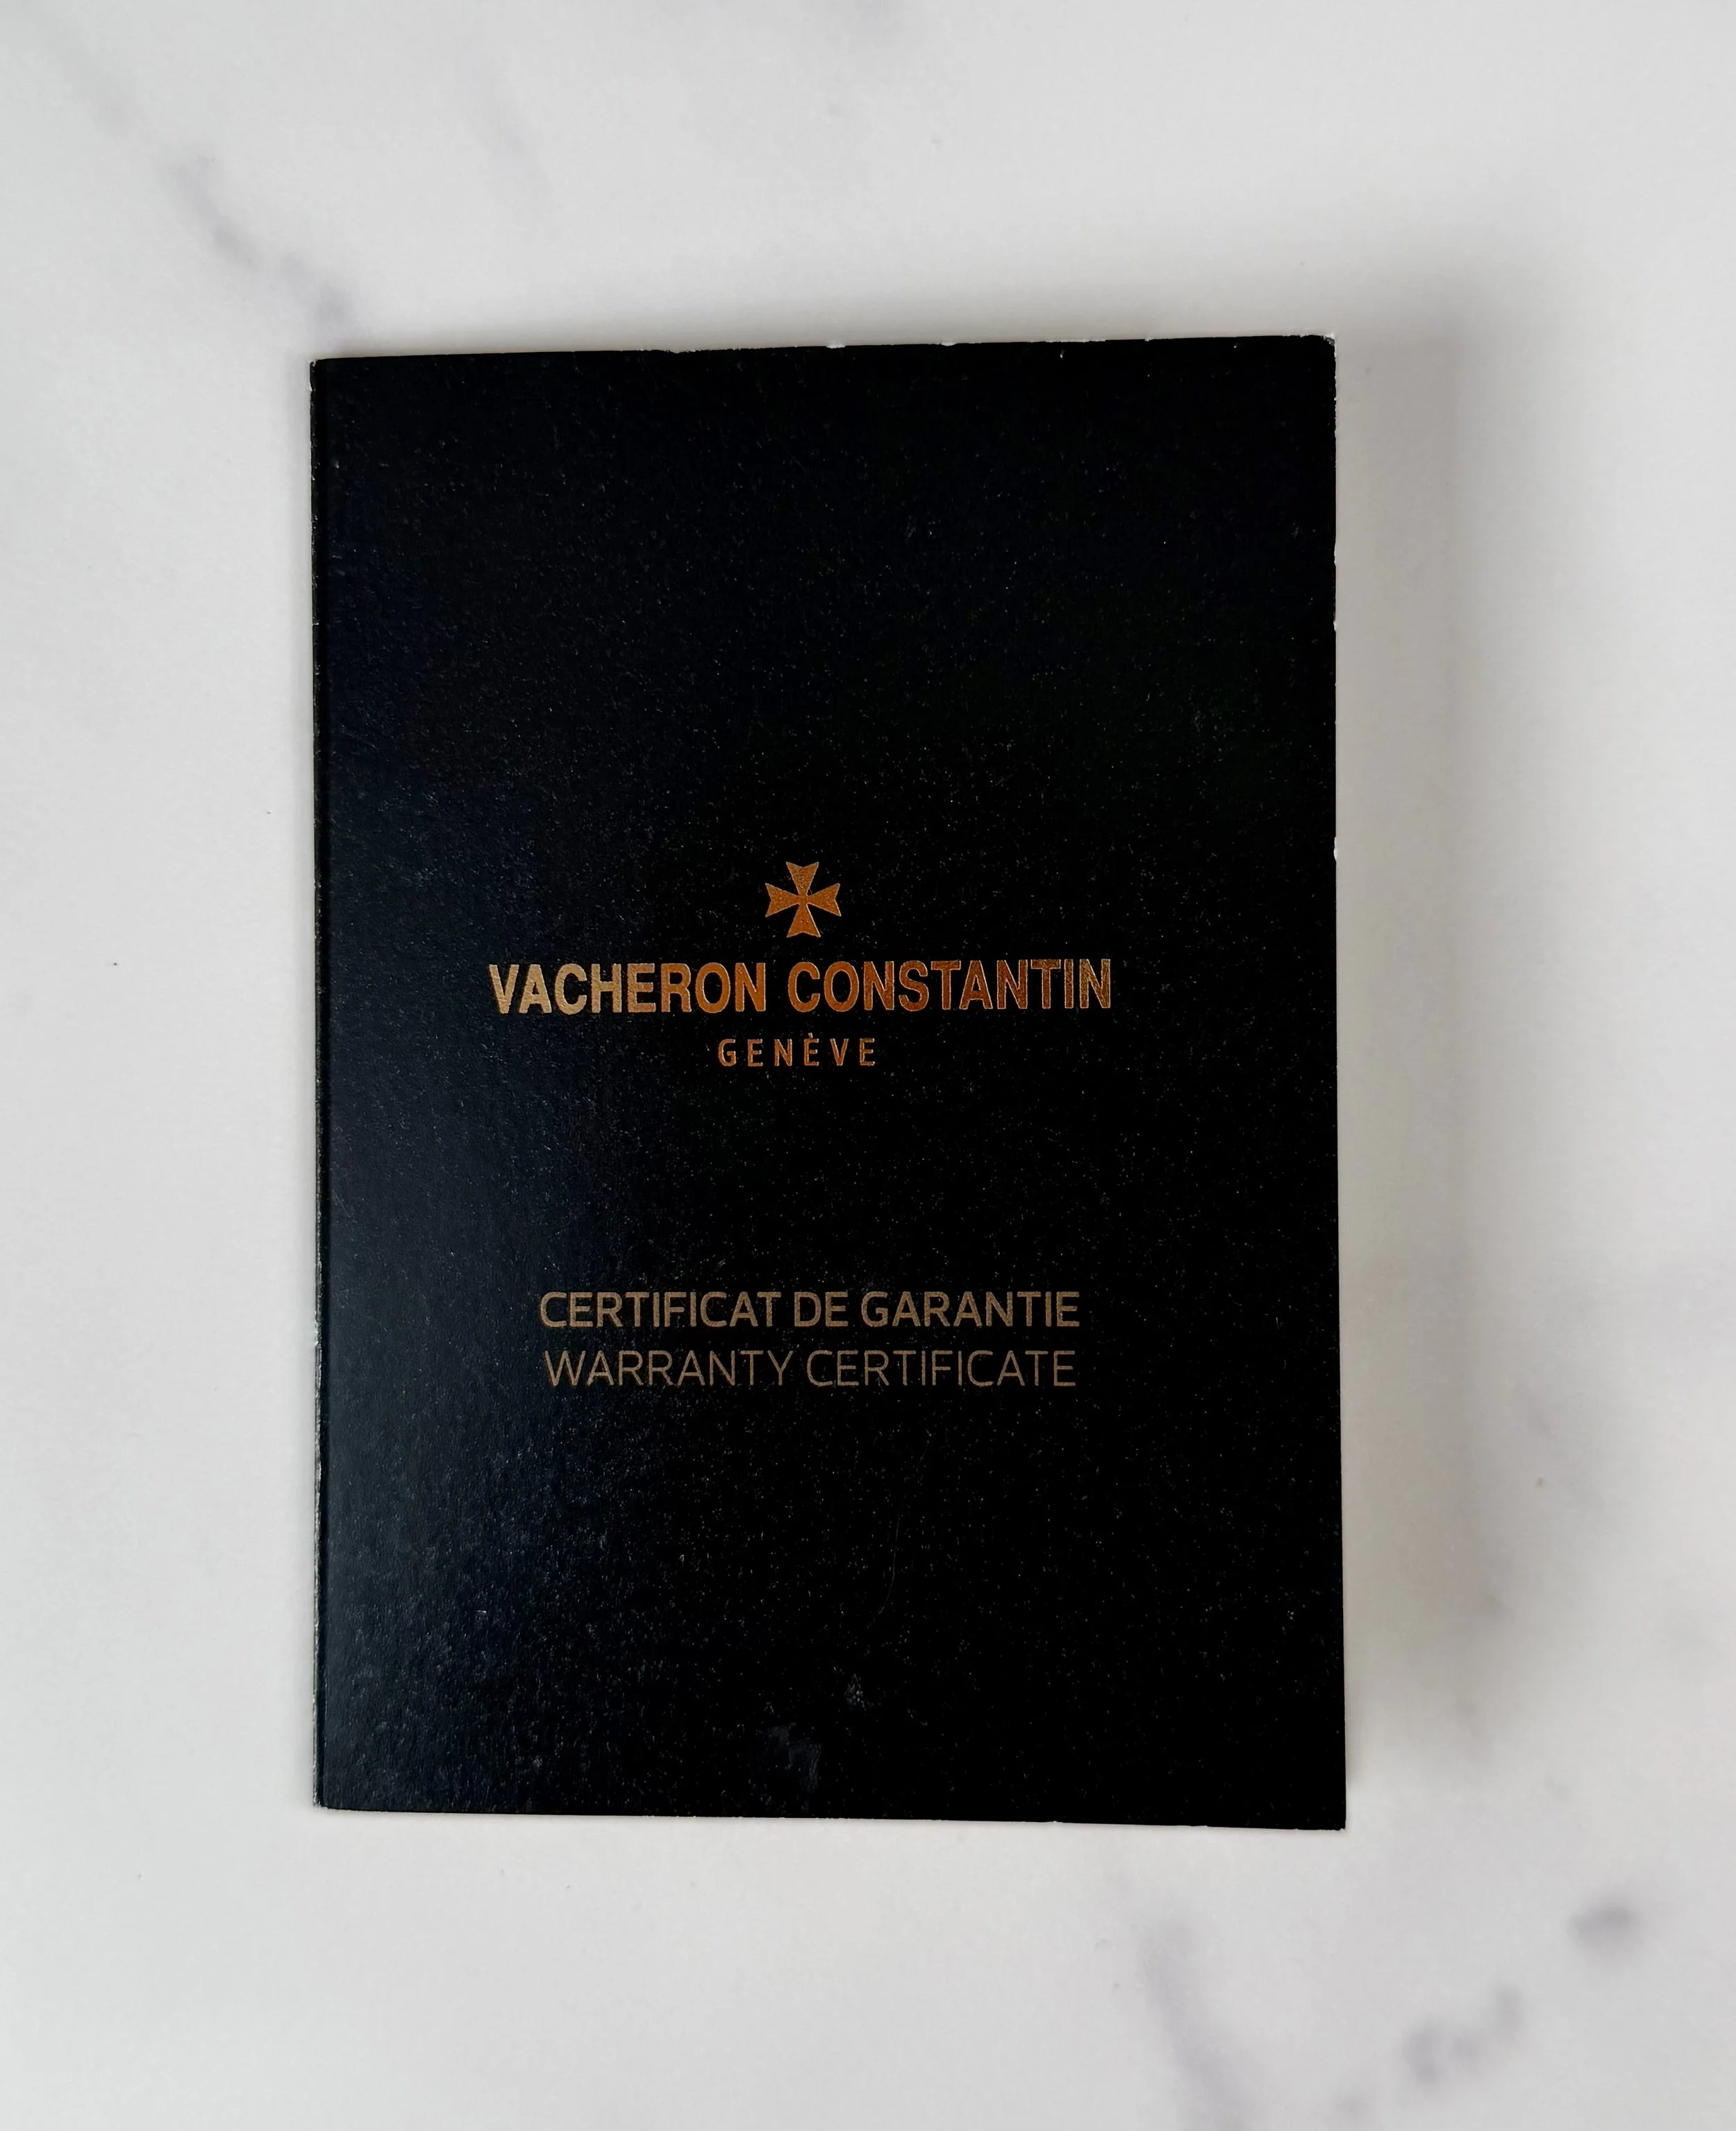 VACHERON CONSTANTIN
GENÈVE
CERTIFICAT DE GARANTIE
WARRANTY CERTIFICATE